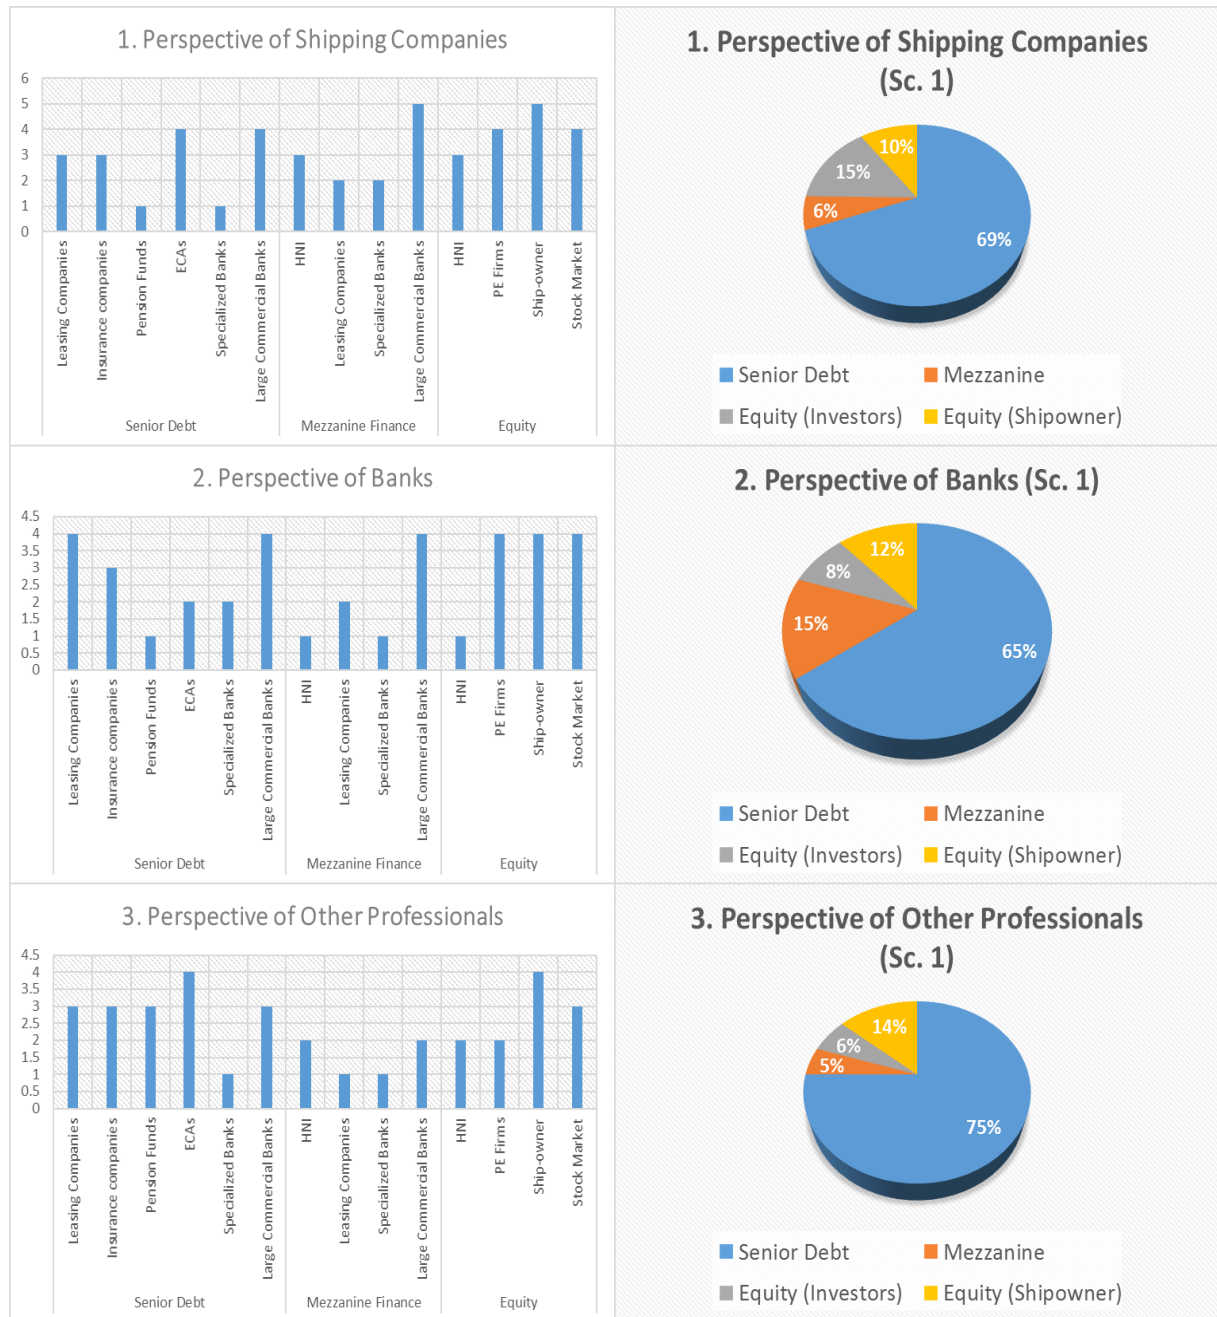 1. Perspective of Shipping Companies
6
5
4
3
2
1
0
Leasing Companies
Insurance companies
Pension Funds
ECAs
Specialized Banks
Large Commercial Banks
HNI
Leasing Companies
Specialized Banks
Large Commercial Banks
HNI
PE Firms
Ship-owner
Stock Market
Senior Debt
Mezzanine Finance
Equity
1. Perspective of Shipping Companies
(Sc. 1)
10%
15%
6%
69%
Senior Debt
Mezzanine
Equity (Investors)
Equity (Shipowner)
2. Perspective of Banks
4.5
4
3.5
3
2.5
2
1.5
1
0.5
0
Leasing Companies
Insurance companies
Pension Funds
ECAs
Specialized Banks
Large Commercial Banks
HNI
Leasing Companies
Specialized Banks
Large Commercial Banks
HNI
PE Firms
Ship-owner
Stock Market
Senior Debt
Mezzanine Finance
Equity
2. Perspective of Banks (Sc. 1)
12%
8%
15%
65%
Senior Debt
Mezzanine
Equity (Investors)
Equity (Shipowner)
3. Perspective of Other Professionals
4.5
4
3.5
3
2.5
2
1.5
1
0.5
0
Leasing Companies
Insurance companies
Pension Funds
ECAs
Specialized Banks
Large Commercial Banks
HNI
Leasing Companies
Specialized Banks
Large Commercial Banks
HNI
PE Firms
Ship-owner
Stock Market
Senior Debt
Mezzanine Finance
Equity
3. Perspective of Other Professionals
(Sc. 1)
14%
6%
5%
75%
Senior Debt
Mezzanine
Equity (Investors)
Equity (Shipowner)